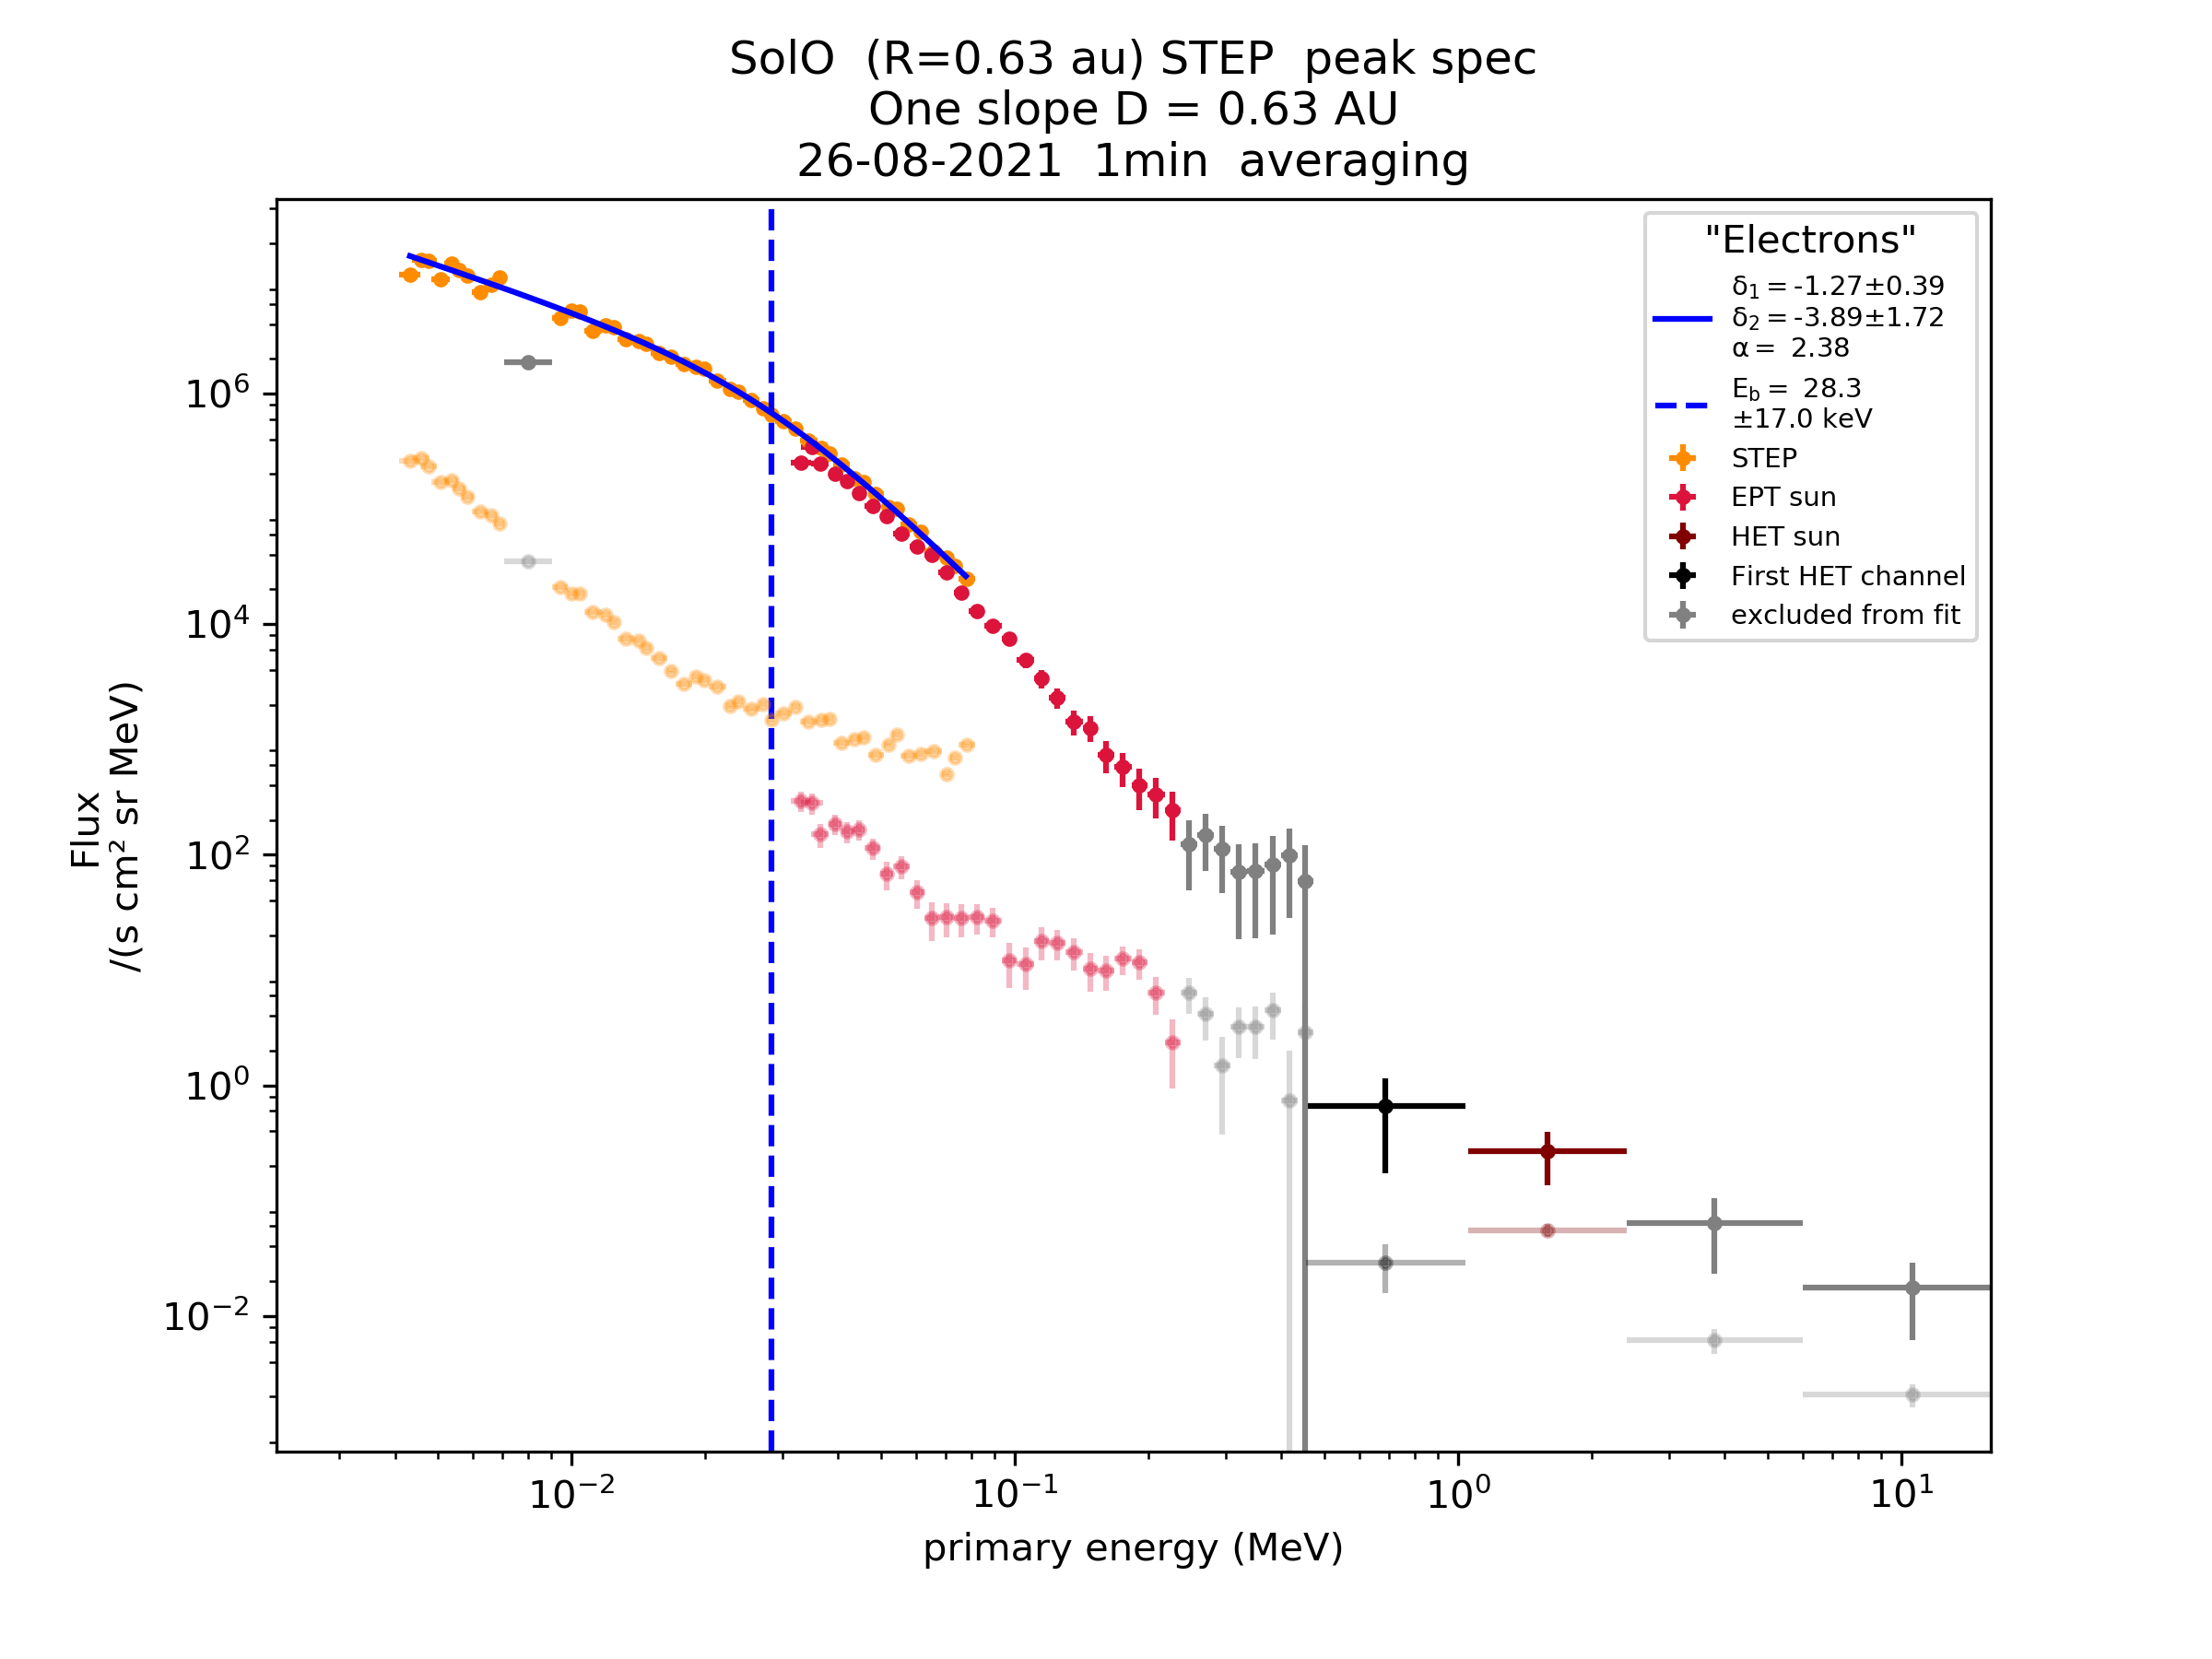 SolO (R=0.63 au) STEP peak spec
One slope D = 0.63 AU
26-08-2021 1min averaging
"Electrons"
δ₁ = -1.27±0.39
δ₂ = -3.89±1.72
α = 2.38
E_b = 28.3
±17.0 keV
STEP
EPT sun
HET sun
First HET channel
excluded from fit
Flux
/(s cm² sr MeV)
10⁶
10⁴
10²
10⁰
10⁻²
10⁻² 10⁻¹ 10⁰ 10¹
primary energy (MeV)